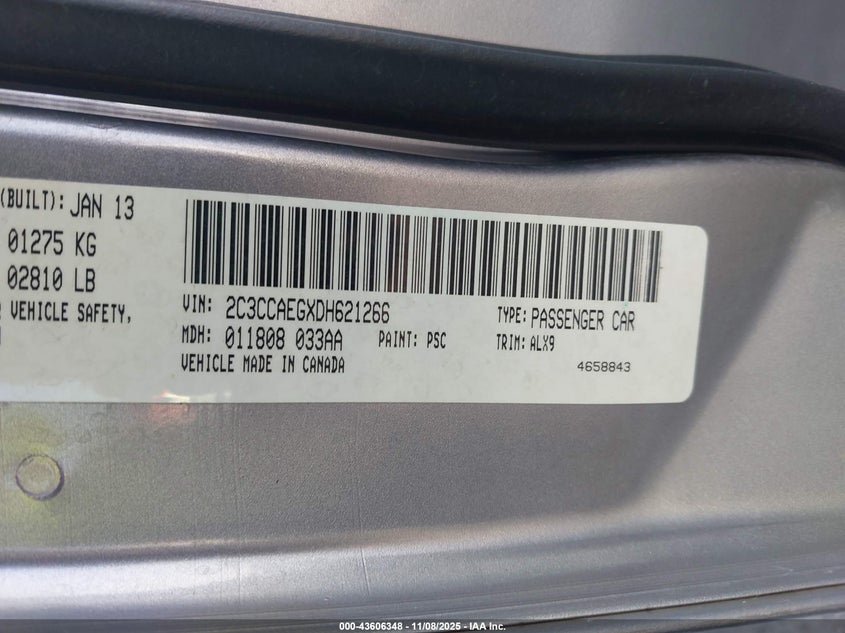 (BUILT): JAN 13
01275 KG
02810 LB
VEHICLE SAFETY,
VIN: 2C3CCAEGXDH621266
TYPE: PASSENGER CAR
MDH: 011808 033AA
PAINT: PSC
TRIM: ALX9
VEHICLE MADE IN CANADA
4658843
000-43606348 - 11/08/2025 - IAA Inc.